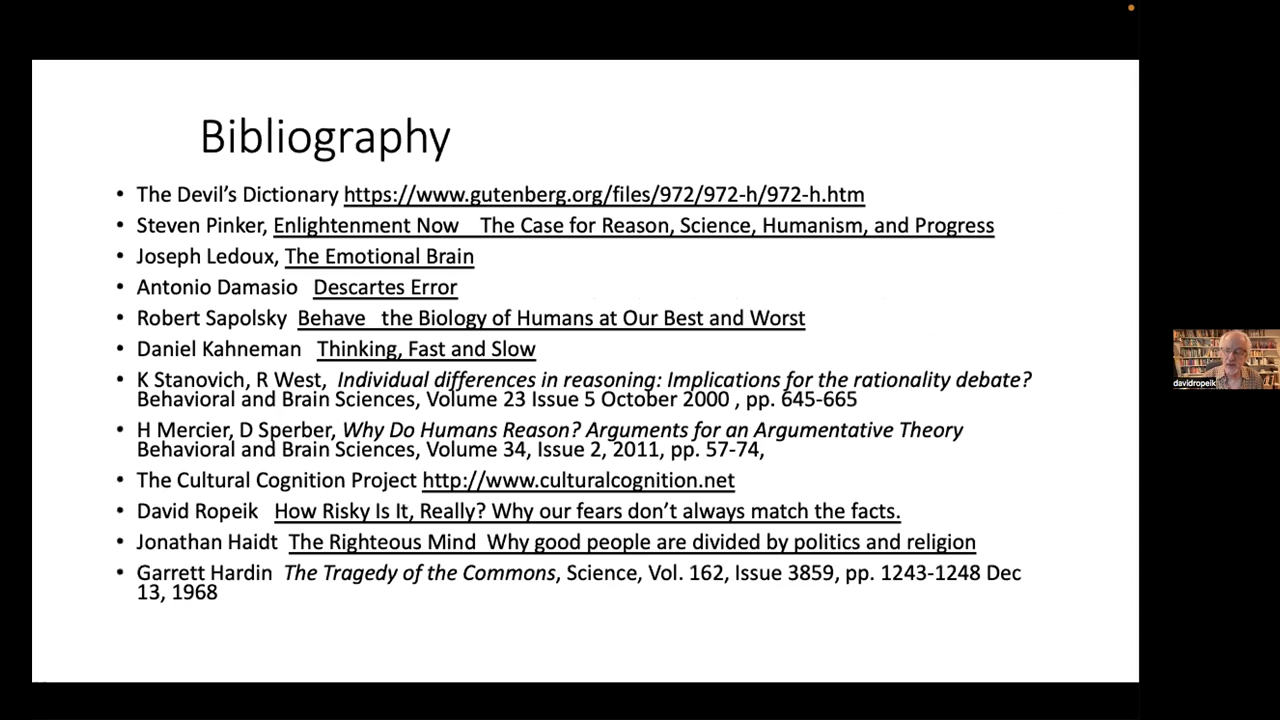 Bibliography
• The Devil's Dictionary https://www.gutenberg.org/files/972/972-h/972-h.htm
• Steven Pinker, Enlightenment Now   The Case for Reason, Science, Humanism, and Progress
• Joseph Ledoux, The Emotional Brain
• Antonio Damasio   Descartes Error
• Robert Sapolsky  Behave   the Biology of Humans at Our Best and Worst
• Daniel Kahneman   Thinking, Fast and Slow
• K Stanovich, R West,  Individual differences in reasoning: Implications for the rationality debate?
Behavioral and Brain Sciences, Volume 23 Issue 5 October 2000 , pp. 645-665
• H Mercier, D Sperber, Why Do Humans Reason? Arguments for an Argumentative Theory
Behavioral and Brain Sciences, Volume 34, Issue 2, 2011, pp. 57-74,
• The Cultural Cognition Project http://www.culturalcognition.net
• David Ropeik   How Risky Is It, Really? Why our fears don't always match the facts.
• Jonathan Haidt  The Righteous Mind  Why good people are divided by politics and religion
• Garrett Hardin  The Tragedy of the Commons, Science, Vol. 162, Issue 3859, pp. 1243-1248 Dec
13, 1968
davidropeik